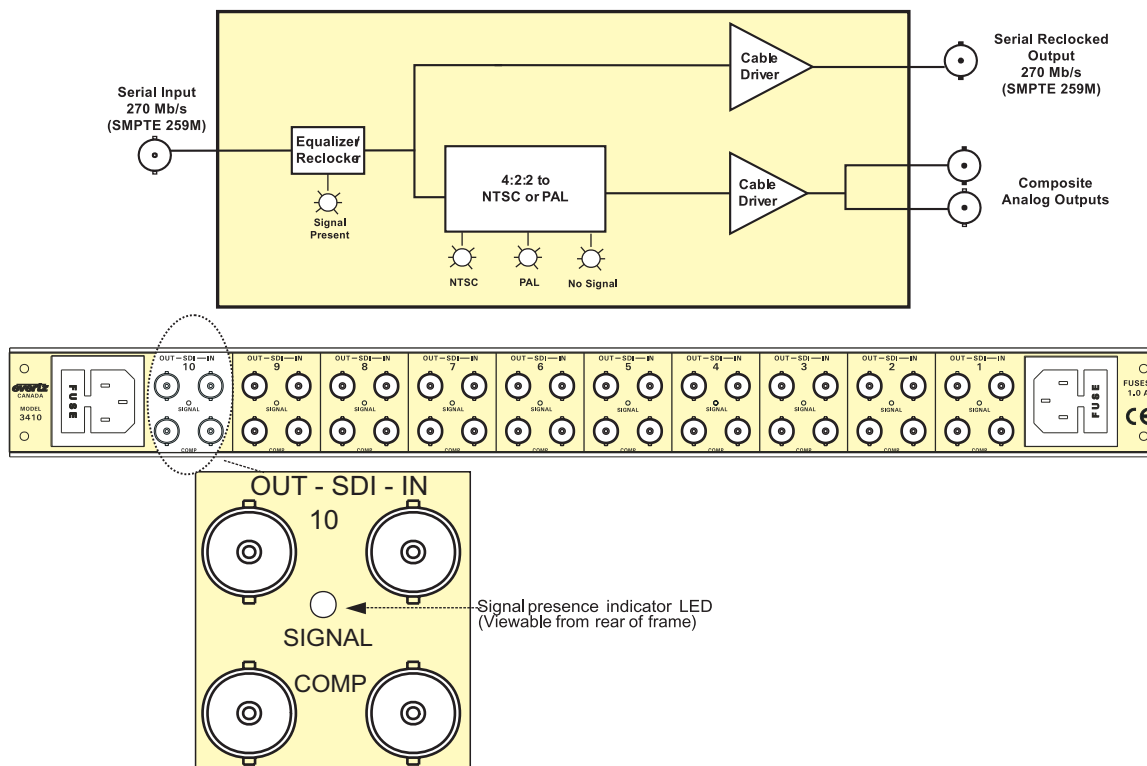 Serial Input
270 Mb/s
(SMPTE 259M)
Equalizer/
Reclocker
Signal
Present
4:2:2 to
NTSC or PAL
NTSC
PAL
No Signal
Cable
Driver
Cable
Driver
Serial Reclocked
Output
270 Mb/s
(SMPTE 259M)
Composite
Analog Outputs
evertz
CANADA
MODEL
3410
FUSE
OUT-SDI-IN
10
SIGNAL
COMP
OUT-SDI-IN
9
SIGNAL
COMP
OUT-SDI-IN
8
SIGNAL
COMP
OUT-SDI-IN
7
SIGNAL
COMP
OUT-SDI-IN
6
SIGNAL
COMP
OUT-SDI-IN
5
SIGNAL
COMP
OUT-SDI-IN
4
SIGNAL
COMP
OUT-SDI-IN
3
SIGNAL
COMP
OUT-SDI-IN
2
SIGNAL
COMP
OUT-SDI-IN
1
SIGNAL
COMP
FUSE
FUSES
1.0 A
CE
OUT - SDI - IN
10
SIGNAL
COMP
Signal presence indicator LED
(Viewable from rear of frame)